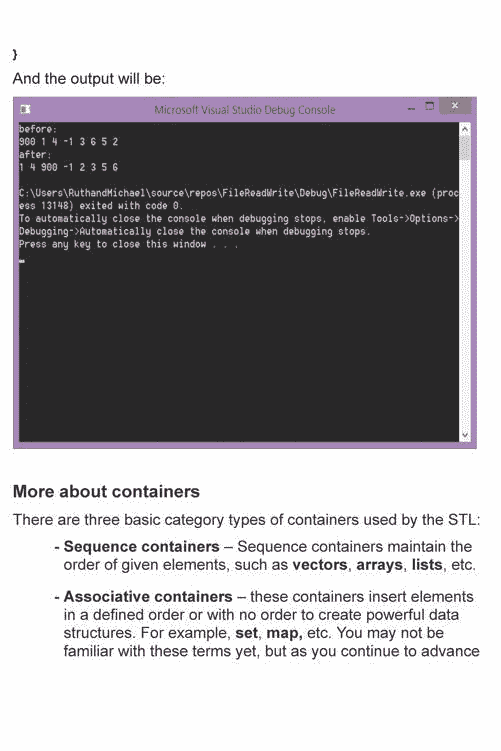 }
And the output will be:
Microsoft Visual Studio Debug Console
before:
900 1 4 -1 3 6 5 2
after:
1 4 900 -1 2 3 5 6
C:\Users\RuthandMichael\source\repos\FileReadWrite\Debug\FileReadWrite.exe (proc
ess 13148) exited with code 0.
To automatically close the console when debugging stops, enable Tools->Options->
Debugging->Automatically close the console when debugging stops.
Press any key to close this window . . .
More about containers
There are three basic category types of containers used by the STL:
- Sequence containers – Sequence containers maintain the
order of given elements, such as vectors, arrays, lists, etc.
- Associative containers – these containers insert elements
in a defined order or with no order to create powerful data
structures. For example, set, map, etc. You may not be
familiar with these terms yet, but as you continue to advance